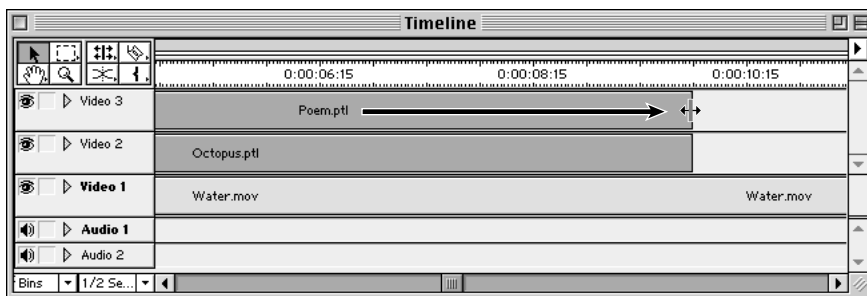 Timeline
0:00:06:15 0:00:08:15 0:00:10:15
Video 3 Poem.ptl
Video 2 Octopus.ptl
Video 1 Water.mov Water.mov
Audio 1
Audio 2
Bins 1/2 Se...